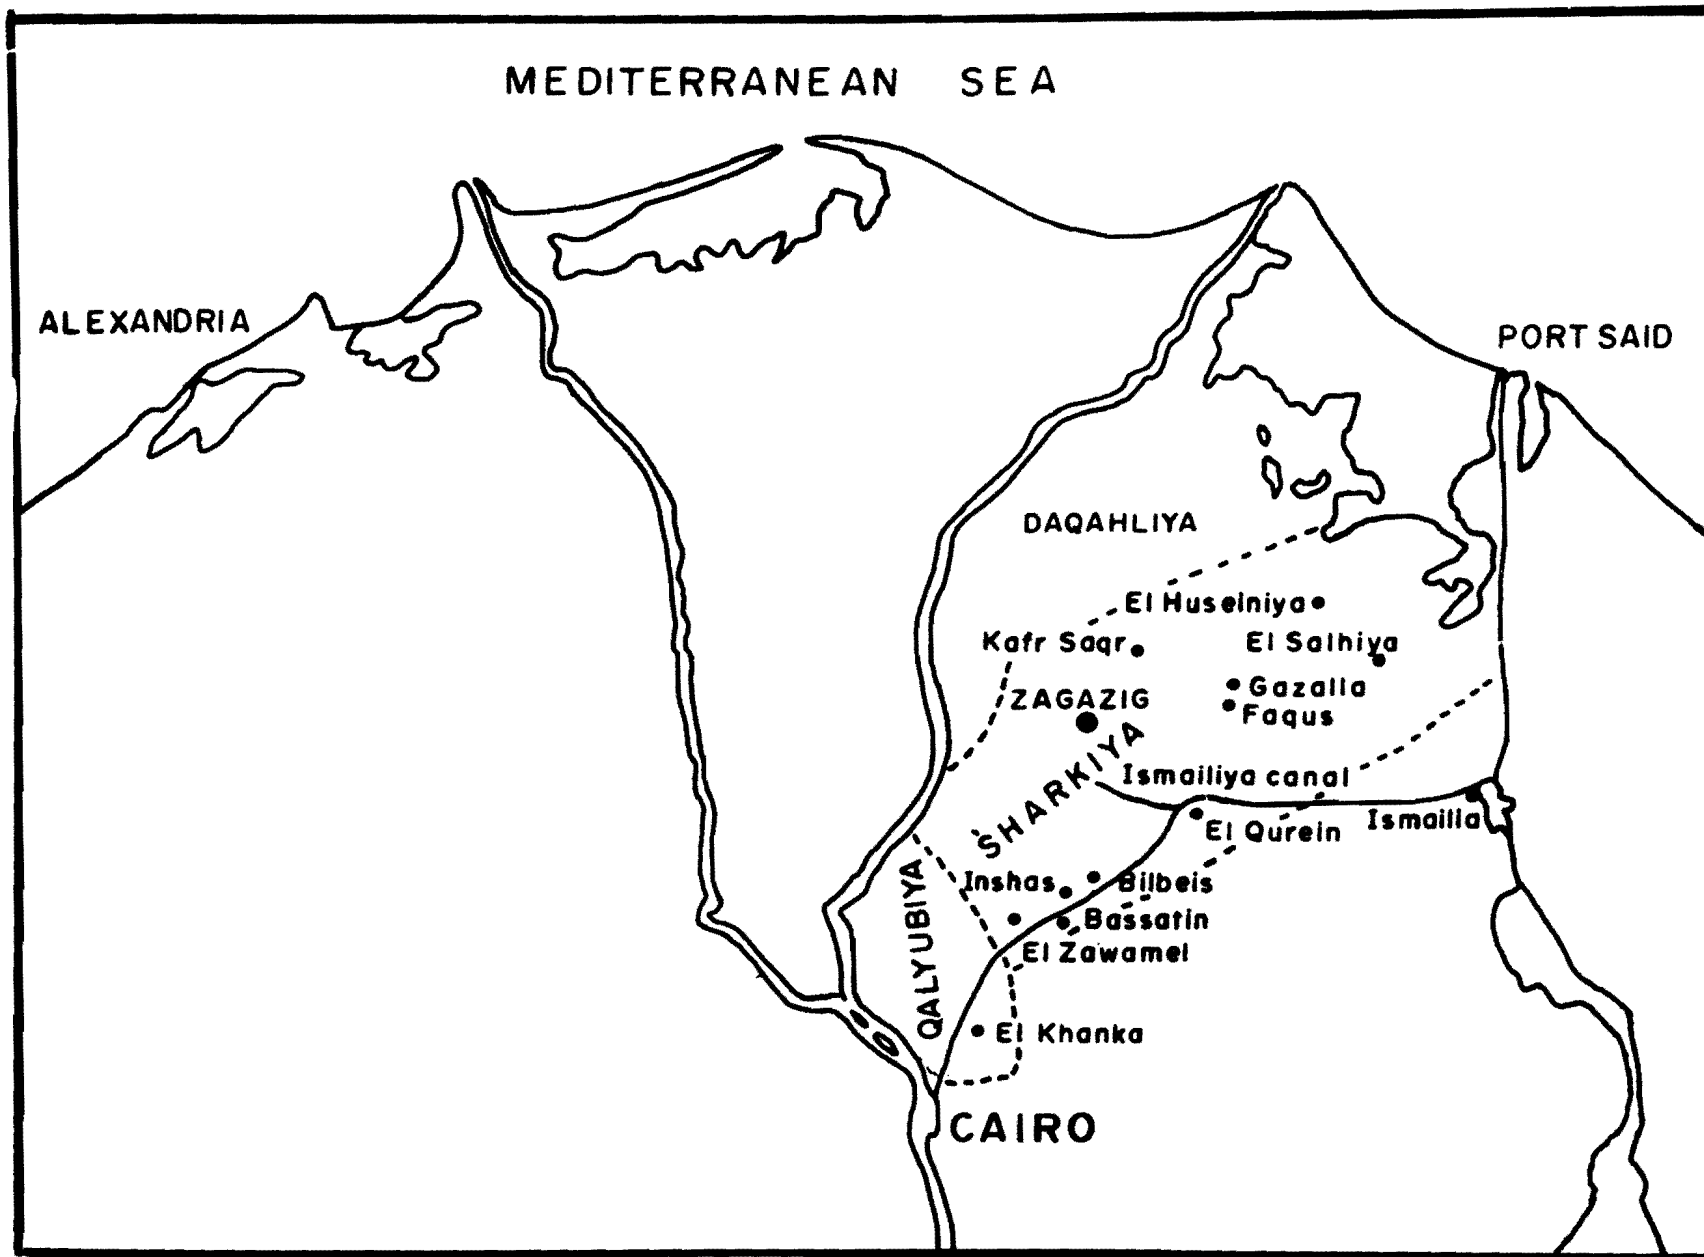 MEDITERRANEAN SEA
ALEXANDRIA
PORT SAID
DAQAHLIYA
El Huseiniya
Kafr Saqr
El Salhiya
Gazalla
ZAGAZIG
Faqus
SHARKIYA
Ismailiya canal
El Qurein
Ismailia
QALYUBIYA
Inshas
Bilbeis
Bassatin
El Zawamel
El Khanka
CAIRO